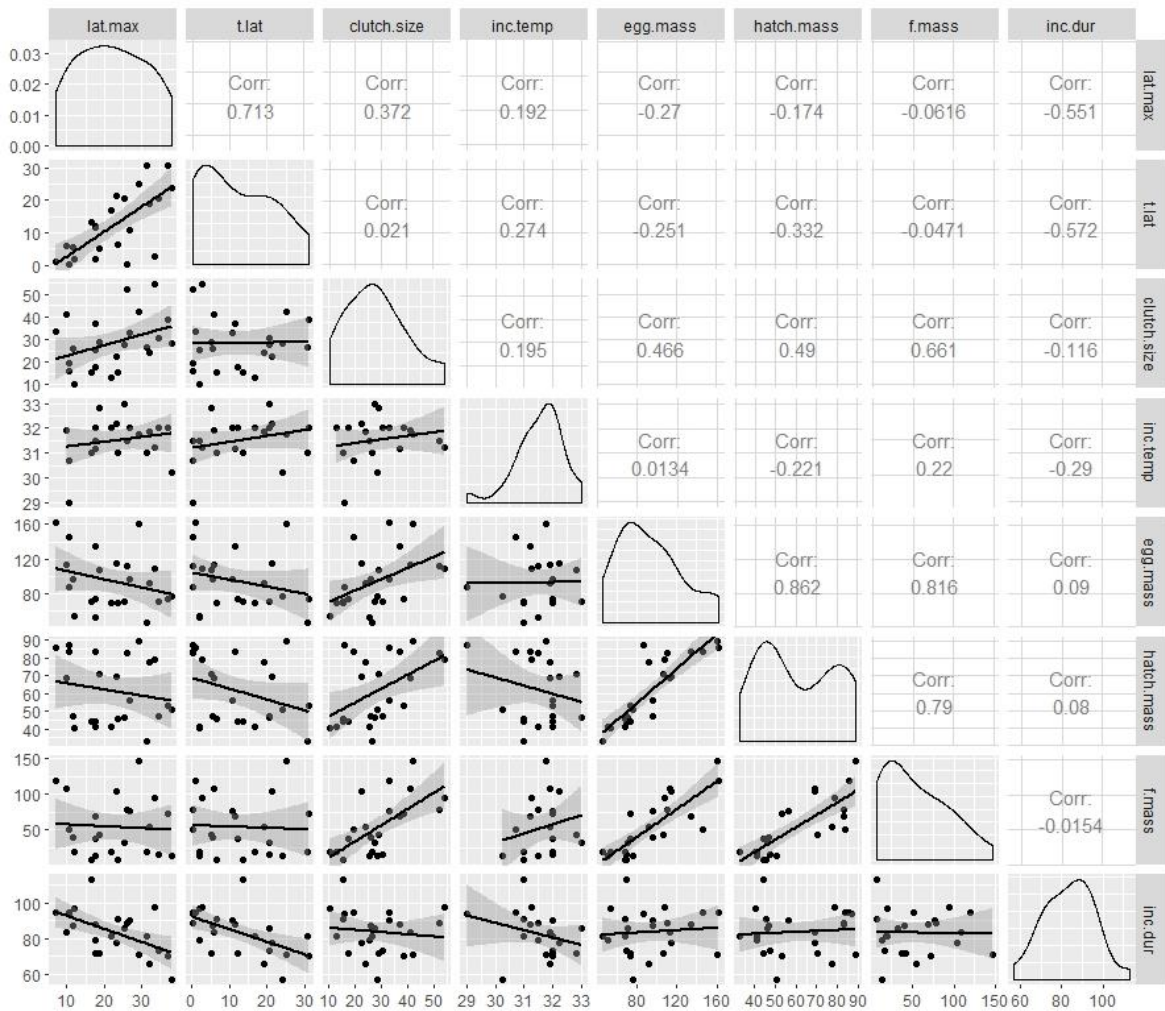 lat.max t.lat clutch.size inc.temp egg.mass hatch.mass f.mass inc.dur
0.03
0.02
0.01
0.00
Corr: Corr: Corr: Corr: Corr: Corr: Corr:
0.713 0.372 0.192 -0.27 -0.174 -0.0616 -0.551
lat.max
30
20
10
0
Corr: Corr: Corr: Corr: Corr: Corr:
0.021 0.274 -0.251 -0.332 -0.0471 -0.572
t.lat
50
40
30
20
10
Corr: Corr: Corr: Corr: Corr:
0.195 0.466 0.49 0.661 -0.116
clutch.size
33
32
31
30
29
Corr: Corr: Corr: Corr:
0.0134 -0.221 0.22 -0.29
inc.temp
160
120
80
Corr: Corr: Corr:
0.862 0.816 0.09
egg.mass
90
80
70
60
50
40
Corr: Corr:
0.79 0.08
hatch.mass
150
100
50
Corr:
-0.0154
f.mass
100
80
60
inc.dur
10 20 30 0 10 20 30 10 20 30 40 50 29 30 31 32 33 80 120 160 40 50 60 70 80 90 50 100 150 60 80 100